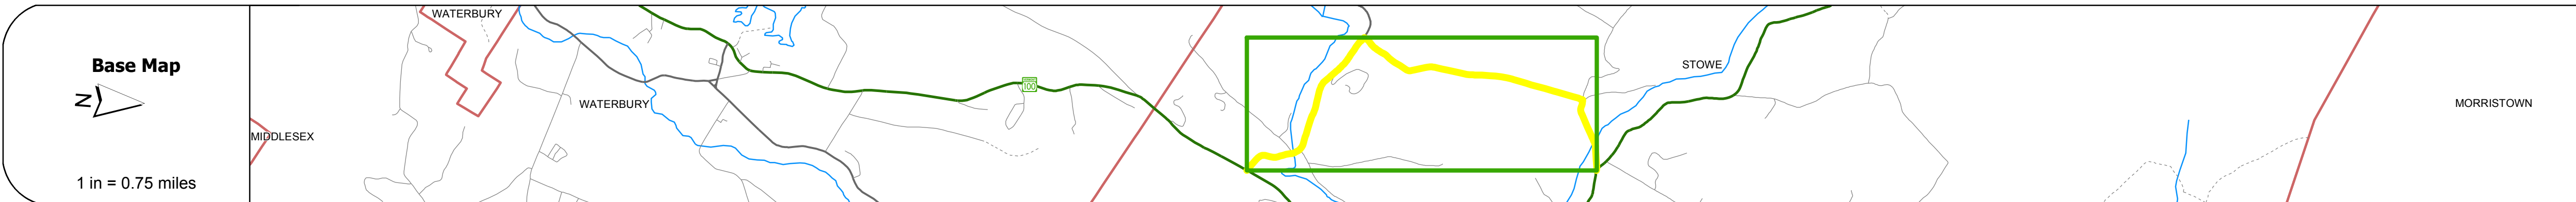 Base Map
N
1 in = 0.75 miles
WATERBURY
MIDDLESEX
WATERBURY
100
STOWE
MORRISTOWN